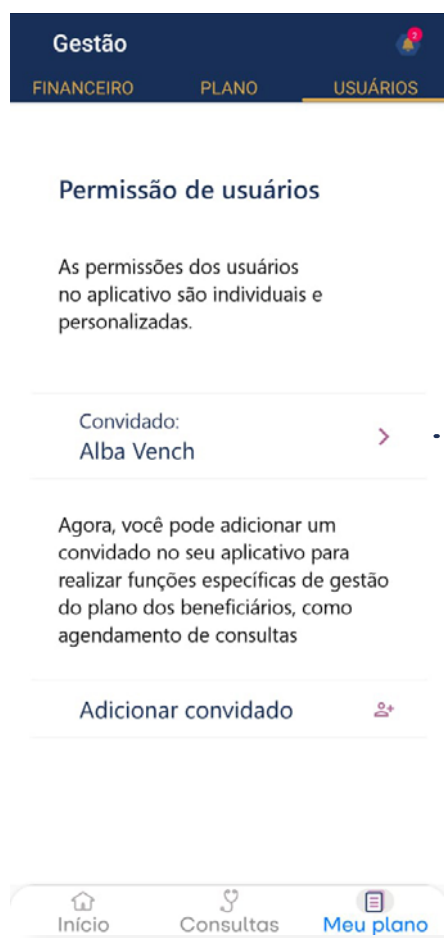 Gestão
2
FINANCEIRO PLANO USUÁRIOS
Permissão de usuários
As permissões dos usuários
no aplicativo são individuais e
personalizadas.
Convidado:
Alba Vench
Agora, você pode adicionar um
convidado no seu aplicativo para
realizar funções específicas de gestão
do plano dos beneficiários, como
agendamento de consultas
Adicionar convidado
Início Consultas Meu plano